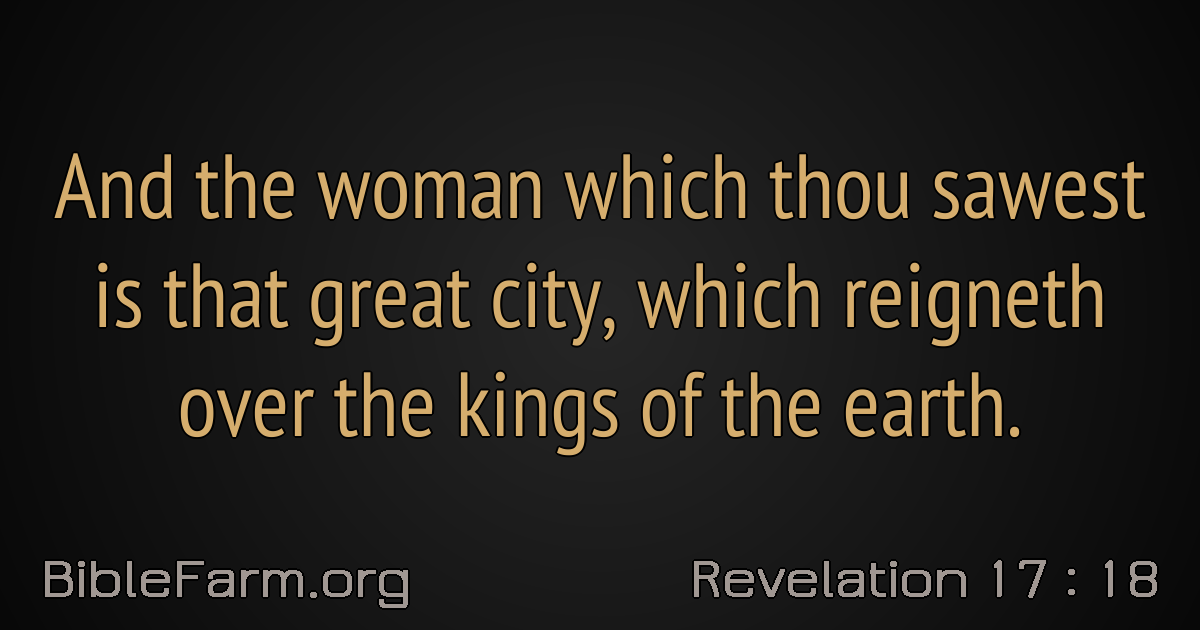 And the woman which thou sawest
is that great city, which reigneth
over the kings of the earth.
BibleFarm.org
Revelation 17 : 18